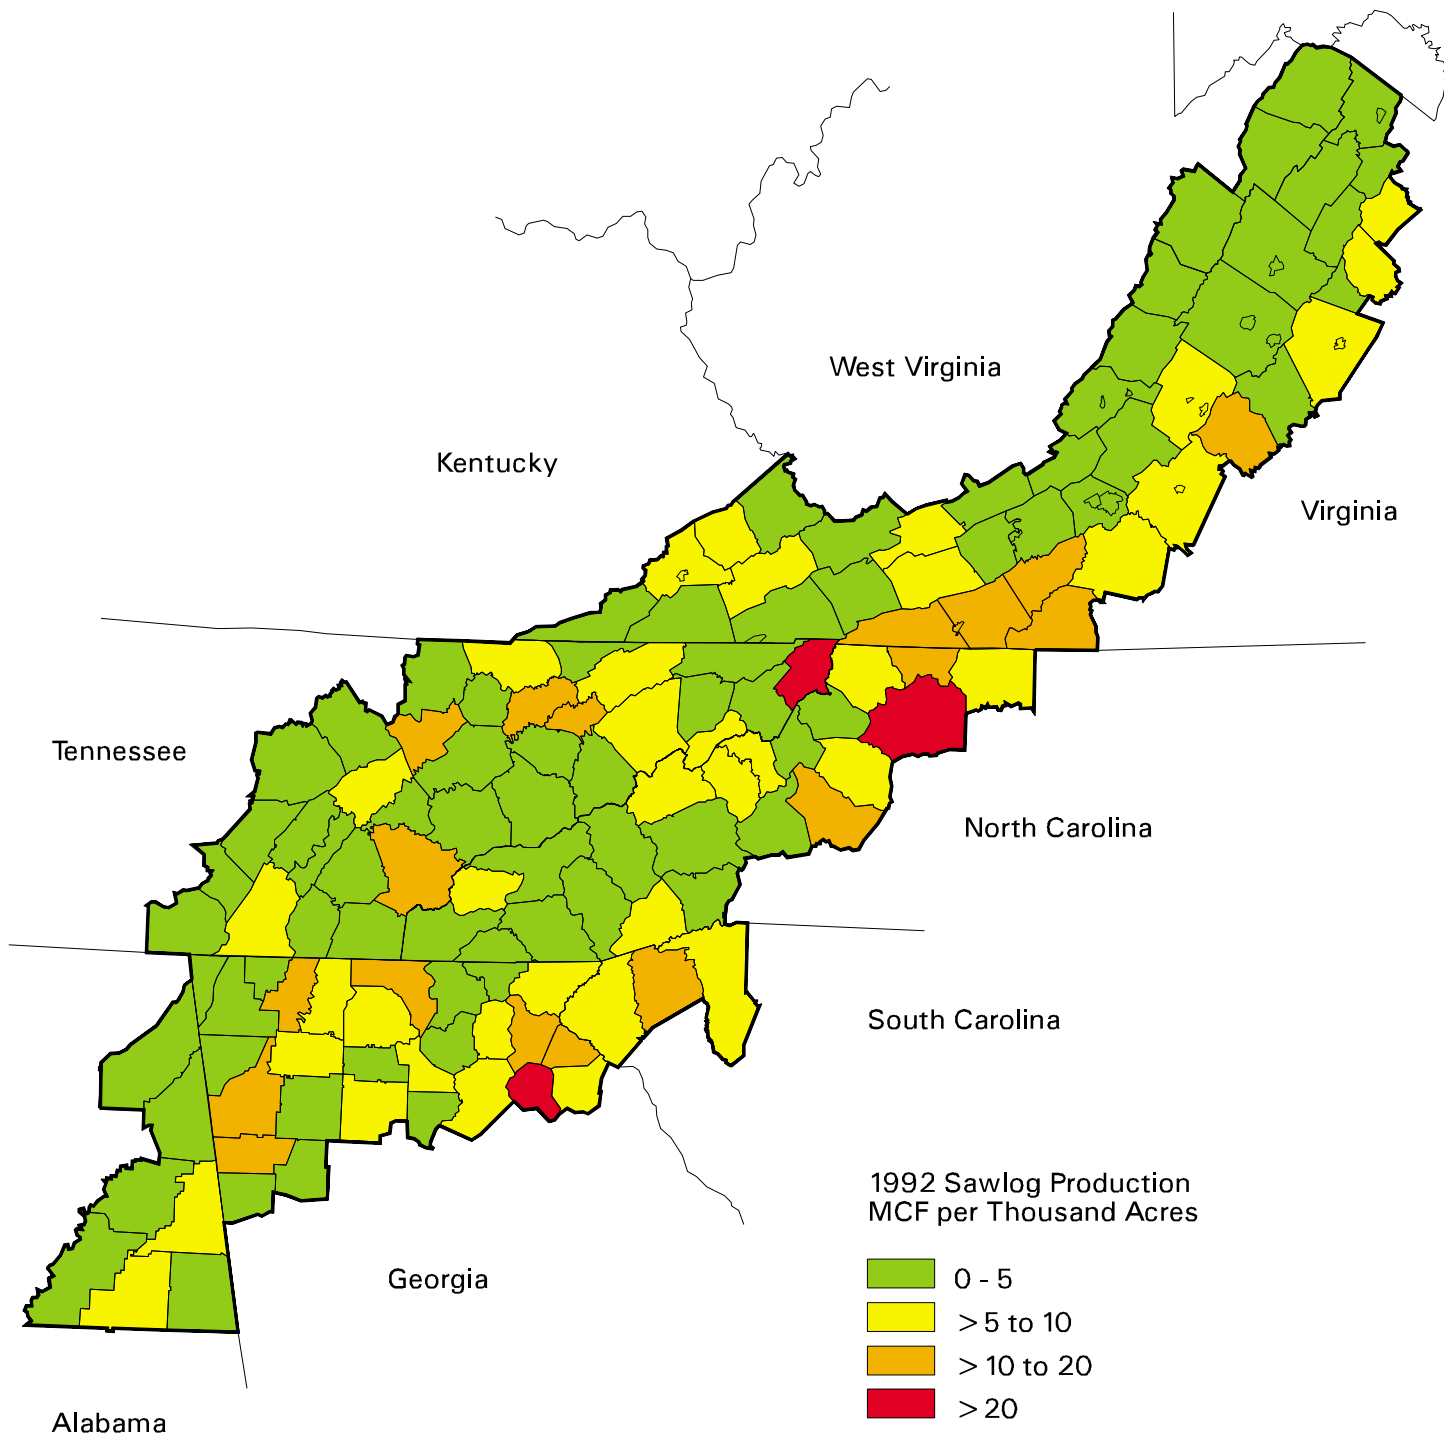 West Virginia
Kentucky
Virginia
Tennessee
North Carolina
South Carolina
1992 Sawlog Production
MCF per Thousand Acres
Georgia
0 - 5
> 5 to 10
> 10 to 20
> 20
Alabama